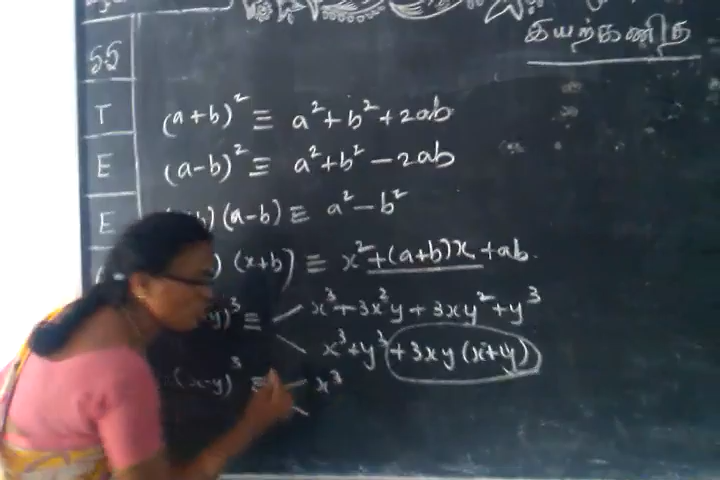 இயற்கணித
55
T (a+b)² ≡ a²+b²+2ab
E (a-b)² ≡ a²+b²-2ab
E b)(a-b) ≡ a²-b²
) (x+b) ≡ x²+(a+b)x+ab.
y)³ ≡ x³+3x²y+3xy²+y³
x³+y³+3xy(x+y)
(x-y)³ ≡ x³